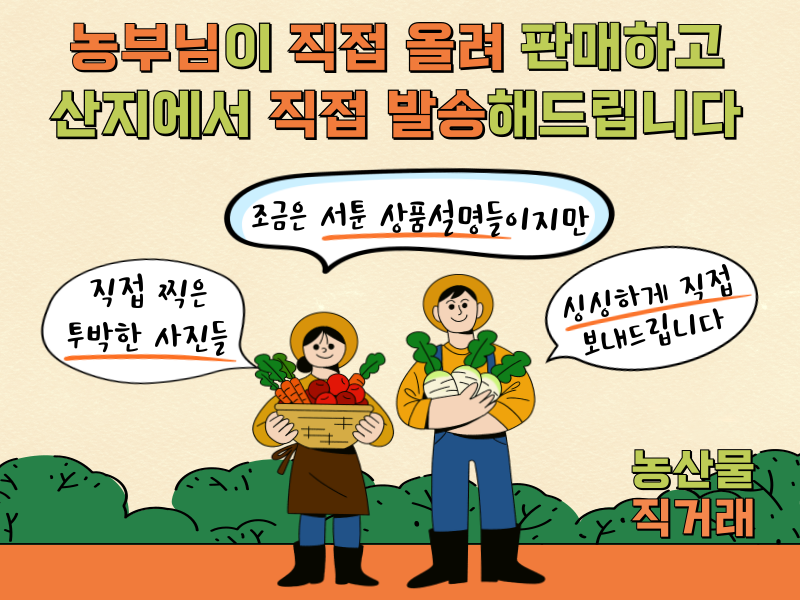 농부님이 직접 올려 판매하고
산지에서 직접 발송해드립니다
조금은 서툰 상품설명들이지만
직접 찍은
투박한 사진들
싱싱하게 직접
보내드립니다
농산물
직거래